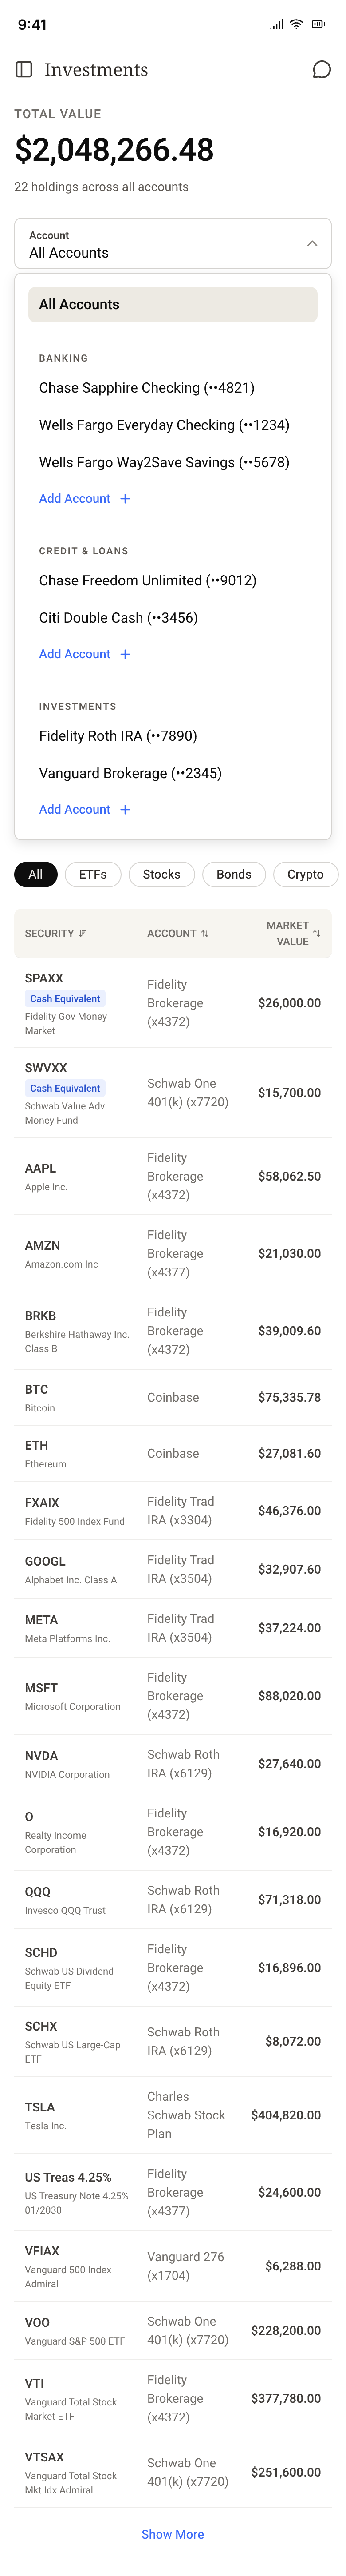 9:41
Investments
TOTAL VALUE
$2,048,266.48
22 holdings across all accounts
Account
All Accounts
All Accounts
BANKING
Chase Sapphire Checking (••4821)
Wells Fargo Everyday Checking (••1234)
Wells Fargo Way2Save Savings (••5678)
Add Account +
CREDIT & LOANS
Chase Freedom Unlimited (••9012)
Citi Double Cash (••3456)
Add Account +
INVESTMENTS
Fidelity Roth IRA (••7890)
Vanguard Brokerage (••2345)
Add Account +
All ETFs Stocks Bonds Crypto
SECURITY ACCOUNT MARKET
VALUE
SPAXX
Cash Equivalent
Fidelity Gov Money
Market
Fidelity
Brokerage
(x4372)
$26,000.00
SWVXX
Cash Equivalent
Schwab Value Adv
Money Fund
Schwab One
401(k) (x7720)
$15,700.00
AAPL
Apple Inc.
Fidelity
Brokerage
(x4372)
$58,062.50
AMZN
Amazon.com Inc
Fidelity
Brokerage
(x4377)
$21,030.00
BRKB
Berkshire Hathaway Inc.
Class B
Fidelity
Brokerage
(x4372)
$39,009.60
BTC
Bitcoin
Coinbase
$75,335.78
ETH
Ethereum
Coinbase
$27,081.60
FXAIX
Fidelity 500 Index Fund
Fidelity Trad
IRA (x3304)
$46,376.00
GOOGL
Alphabet Inc. Class A
Fidelity Trad
IRA (x3504)
$32,907.60
META
Meta Platforms Inc.
Fidelity Trad
IRA (x3504)
$37,224.00
MSFT
Microsoft Corporation
Fidelity
Brokerage
(x4372)
$88,020.00
NVDA
NVIDIA Corporation
Schwab Roth
IRA (x6129)
$27,640.00
O
Realty Income
Corporation
Fidelity
Brokerage
(x4372)
$16,920.00
QQQ
Invesco QQQ Trust
Schwab Roth
IRA (x6129)
$71,318.00
SCHD
Schwab US Dividend
Equity ETF
Fidelity
Brokerage
(x4372)
$16,896.00
SCHX
Schwab US Large-Cap
ETF
Schwab Roth
IRA (x6129)
$8,072.00
TSLA
Tesla Inc.
Charles
Schwab Stock
Plan
$404,820.00
US Treas 4.25%
US Treasury Note 4.25%
01/2030
Fidelity
Brokerage
(x4377)
$24,600.00
VFIAX
Vanguard 500 Index
Admiral
Vanguard 276
(x1704)
$6,288.00
VOO
Vanguard S&P 500 ETF
Schwab One
401(k) (x7720)
$228,200.00
VTI
Vanguard Total Stock
Market ETF
Fidelity
Brokerage
(x4372)
$377,780.00
VTSAX
Vanguard Total Stock
Mkt Idx Admiral
Schwab One
401(k) (x7720)
$251,600.00
Show More